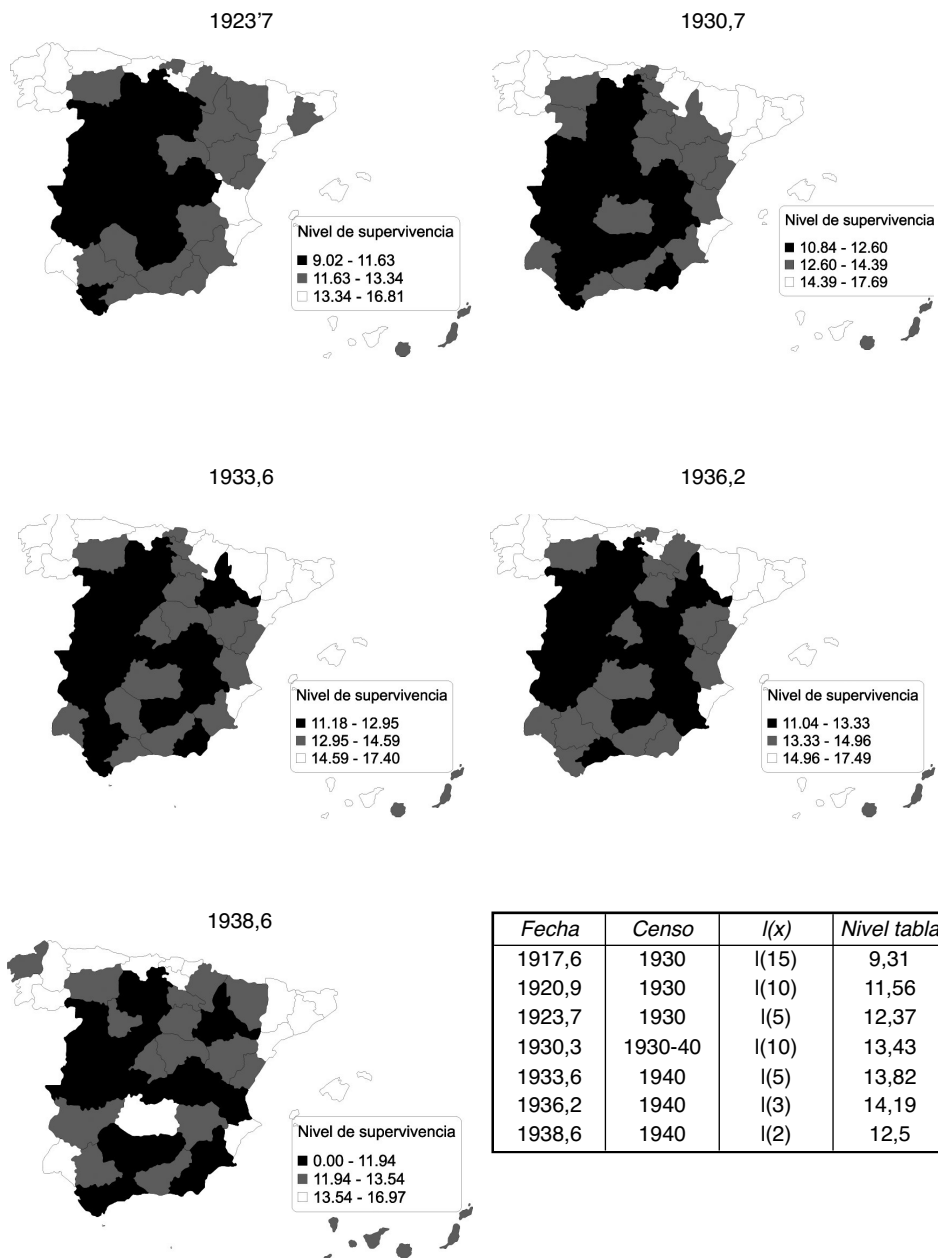 1923'7
1930,7
Nivel de supervivencia
9.02 - 11.63
11.63 - 13.34
13.34 - 16.81
Nivel de supervivencia
10.84 - 12.60
12.60 - 14.39
14.39 - 17.69
1933,6
1936,2
Nivel de supervivencia
11.18 - 12.95
12.95 - 14.59
14.59 - 17.40
Nivel de supervivencia
11.04 - 13.33
13.33 - 14.96
14.96 - 17.49
1938,6
Nivel de supervivencia
0.00 - 11.94
11.94 - 13.54
13.54 - 16.97
Fecha Censo l(x) Nivel tabla
1917,6 1930 l(15) 9,31
1920,9 1930 l(10) 11,56
1923,7 1930 l(5) 12,37
1930,3 1930-40 l(10) 13,43
1933,6 1940 l(5) 13,82
1936,2 1940 l(3) 14,19
1938,6 1940 l(2) 12,5